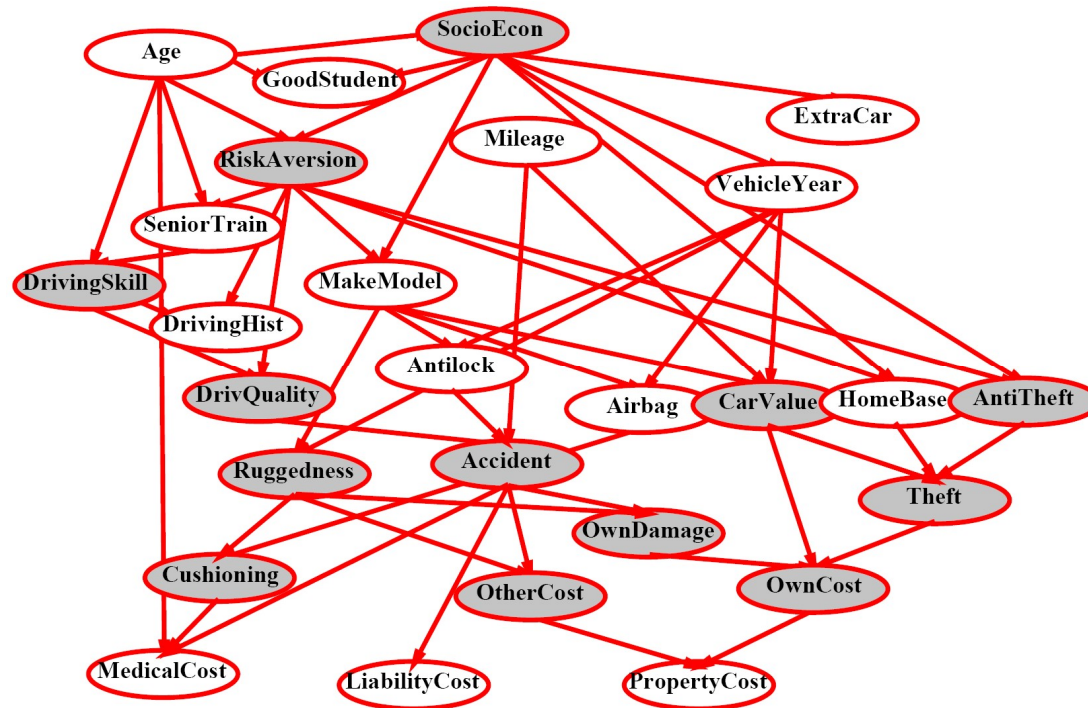 SocioEcon
Age
GoodStudent
ExtraCar
Mileage
RiskAversion
VehicleYear
SeniorTrain
DrivingSkill
MakeModel
DrivingHist
Antilock
DrivQuality
Airbag
CarValue
HomeBase
AntiTheft
Ruggedness
Accident
Theft
OwnDamage
Cushioning
OtherCost
OwnCost
MedicalCost
LiabilityCost
PropertyCost